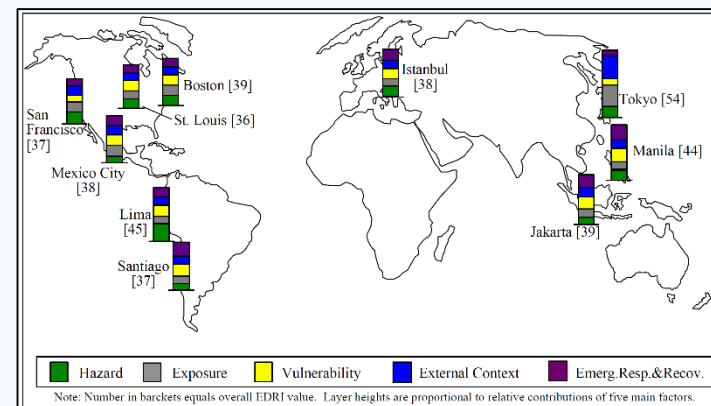 Boston [39]
San
Francisco
[37]
St. Louis [36]
Mexico City
[38]
Lima
[45]
Santiago
[37]
Istanbul
[38]
Tokyo [54]
Manila [44]
Jakarta [39]
Hazard Exposure Vulnerability External Context Emerg.Resp.&Recov.
Note: Number in barckets equals overall EDRI value. Layer heights are proportional to relative contributions of five main factors.